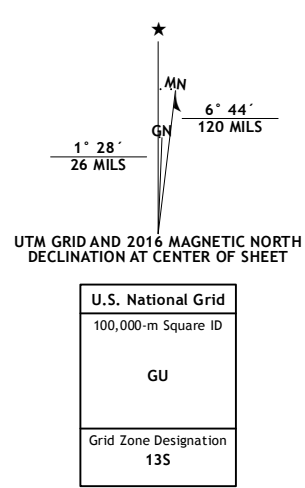 ★
MN
GN
6° 44´
120 MILS
1° 28´
26 MILS
UTM GRID AND 2016 MAGNETIC NORTH
DECLINATION AT CENTER OF SHEET
U.S. National Grid
100,000-m Square ID
GU
Grid Zone Designation
13S